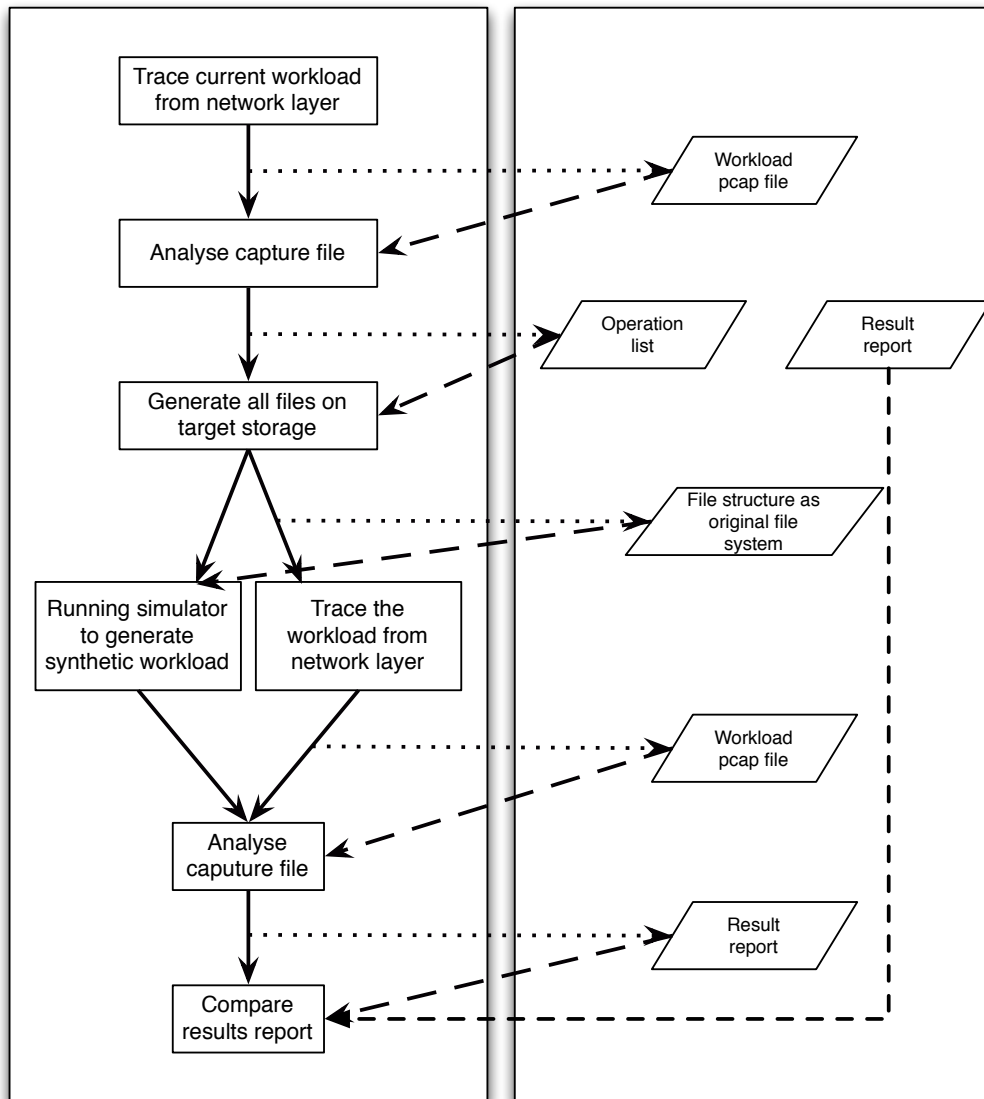 Trace current workload
from network layer
Workload
pcap file
Analyse capture file
Operation
list
Result
report
Generate all files on
target storage
File structure as
original file
system
Running simulator
to generate
synthetic workload
Trace the
workload from
network layer
Workload
pcap file
Analyse
caputure file
Result
report
Compare
results report